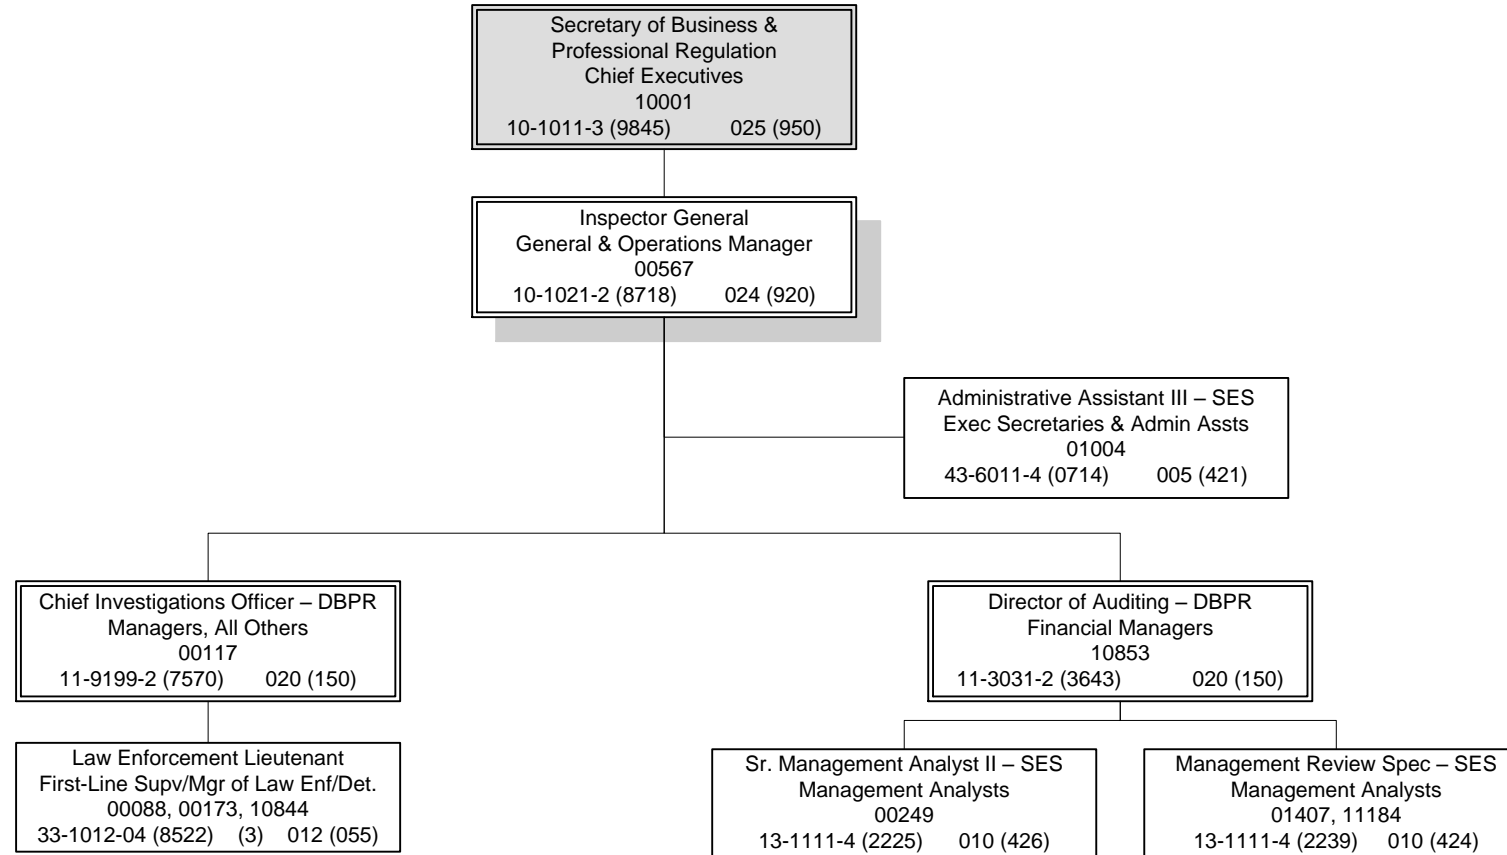 Secretary of Business &
Professional Regulation
Chief Executives
10001
10-1011-3 (9845) 025 (950)
Inspector General
General & Operations Manager
00567
10-1021-2 (8718) 024 (920)
Administrative Assistant III – SES
Exec Secretaries & Admin Assts
01004
43-6011-4 (0714) 005 (421)
Chief Investigations Officer – DBPR
Managers, All Others
00117
11-9199-2 (7570) 020 (150)
Director of Auditing – DBPR
Financial Managers
10853
11-3031-2 (3643) 020 (150)
Law Enforcement Lieutenant
First-Line Supv/Mgr of Law Enf/Det.
00088, 00173, 10844
33-1012-04 (8522) (3) 012 (055)
Sr. Management Analyst II – SES
Management Analysts
00249
13-1111-4 (2225) 010 (426)
Management Review Spec – SES
Management Analysts
01407, 11184
13-1111-4 (2239) 010 (424)